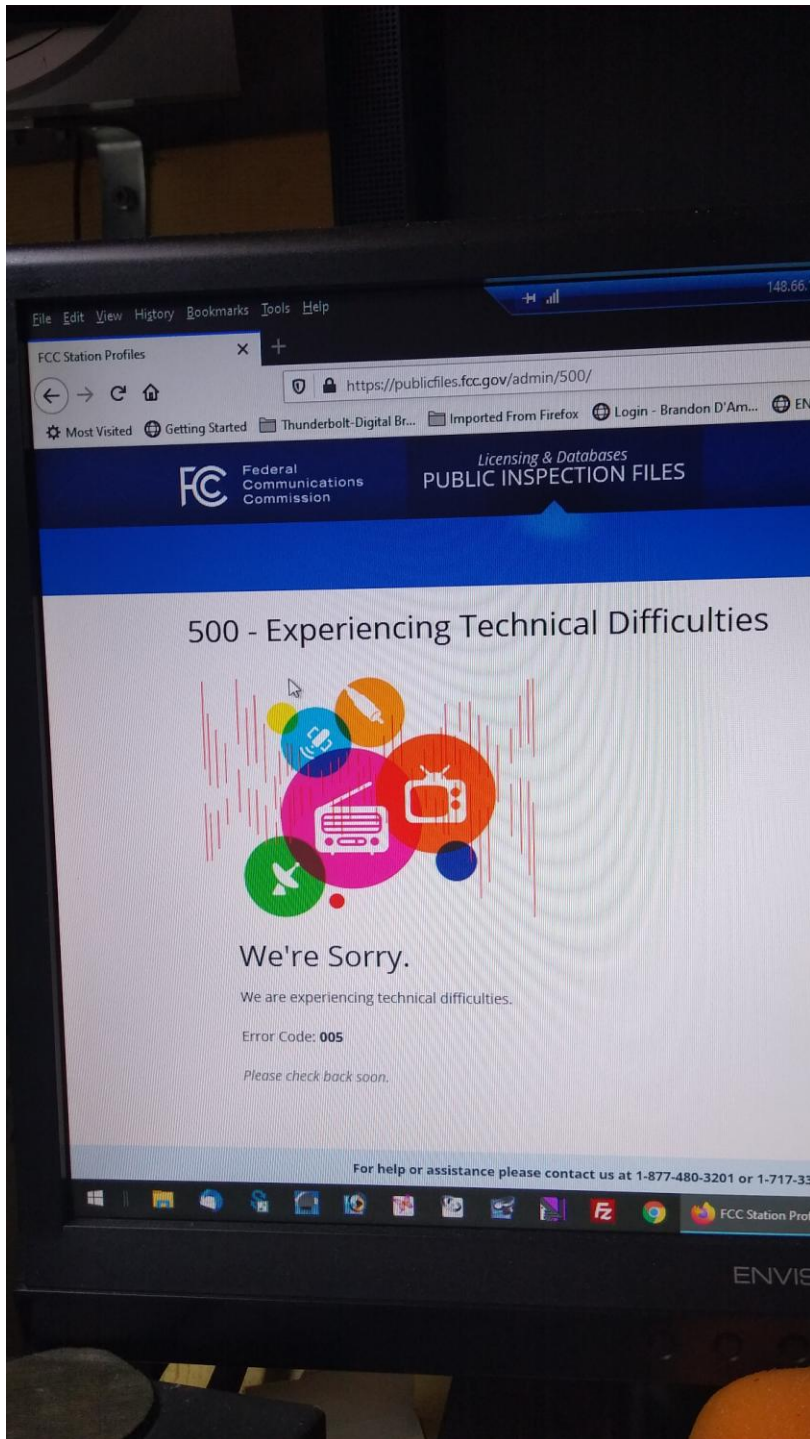 File Edit View History Bookmarks Tools Help
148.66.
FCC Station Profiles
https://publicfiles.fcc.gov/admin/500/
Most Visited Getting Started Thunderbolt-Digital Br... Imported From Firefox Login - Brandon D'Am... EN
FC
Federal
Communications
Commission
Licensing & Databases
PUBLIC INSPECTION FILES
500 - Experiencing Technical Difficulties
We're Sorry.
We are experiencing technical difficulties.
Error Code: 005
Please check back soon.
For help or assistance please contact us at 1-877-480-3201 or 1-717-33
Fz
FCC Station Prof
ENVIS